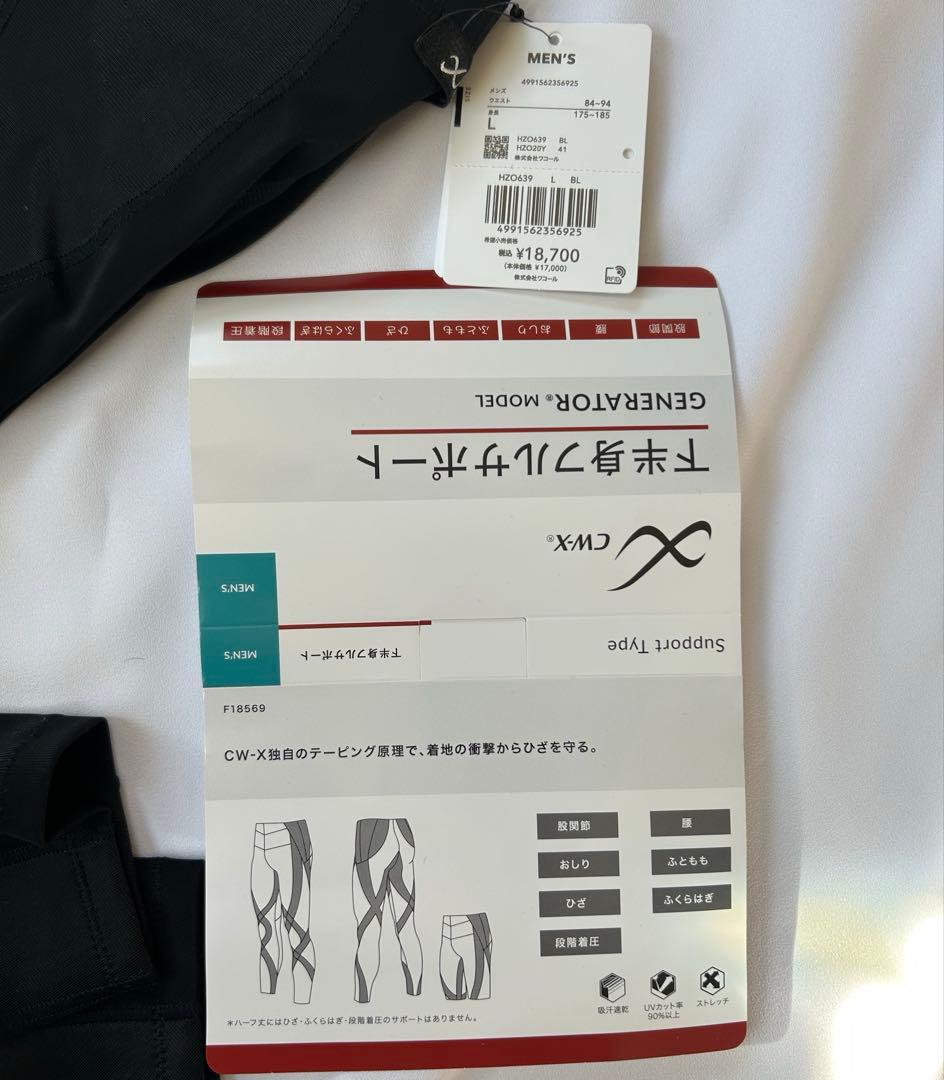 MEN'S
4991562356925
SIZE
メンズ
ウエスト 84~94
身長 175~185
L
HZO639 BL
HZO20Y 41
株式会社ワコール
HZO639 L BL
4991562356925
希望小売価格
税込 ¥18,700
(本体価格 ¥17,000)
株式会社ワコール
RFID
股関節 腰 おしり ふともも ひざ ふくらはぎ 段階着圧
GENERATOR® MODEL
下半身フルサポート
CW-X®
MEN'S
Support Type
下半身フルサポート
MEN'S
F18569
CW-X独自のテーピング原理で、着地の衝撃からひざを守る。
股関節 腰
おしり ふともも
ひざ ふくらはぎ
段階着圧
吸汗速乾
UVカット率
90%以上
ストレッチ
*ハーフ丈にはひざ・ふくらはぎ・段階着圧のサポートはありません。